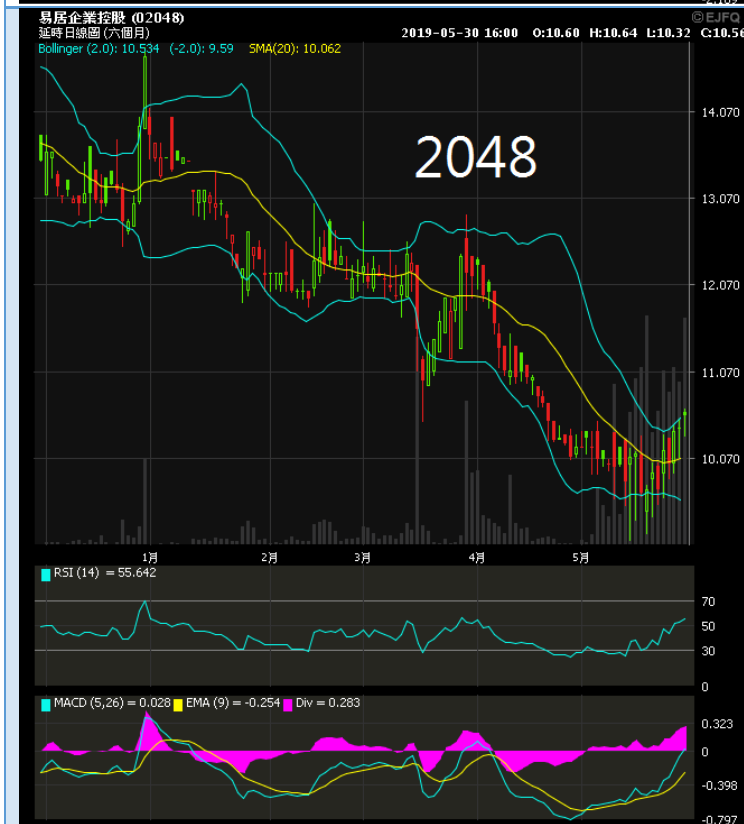 -2.109
易居企業控股 (02048)
©EJFQ
延時日線圖 (六個月)
2019-05-30 16:00 O:10.60 H:10.64 L:10.32 C:10.56
Bollinger (2.0): 10.534 (-2.0): 9.59 SMA(20): 10.062
14.070
2048
13.070
12.070
11.070
10.070
1月 2月 3月 4月 5月
RSI (14) = 55.642
70
50
30
0
MACD (5,26) = 0.028 EMA (9) = -0.254 Div = 0.283
0.323
0
-0.398
-0.797